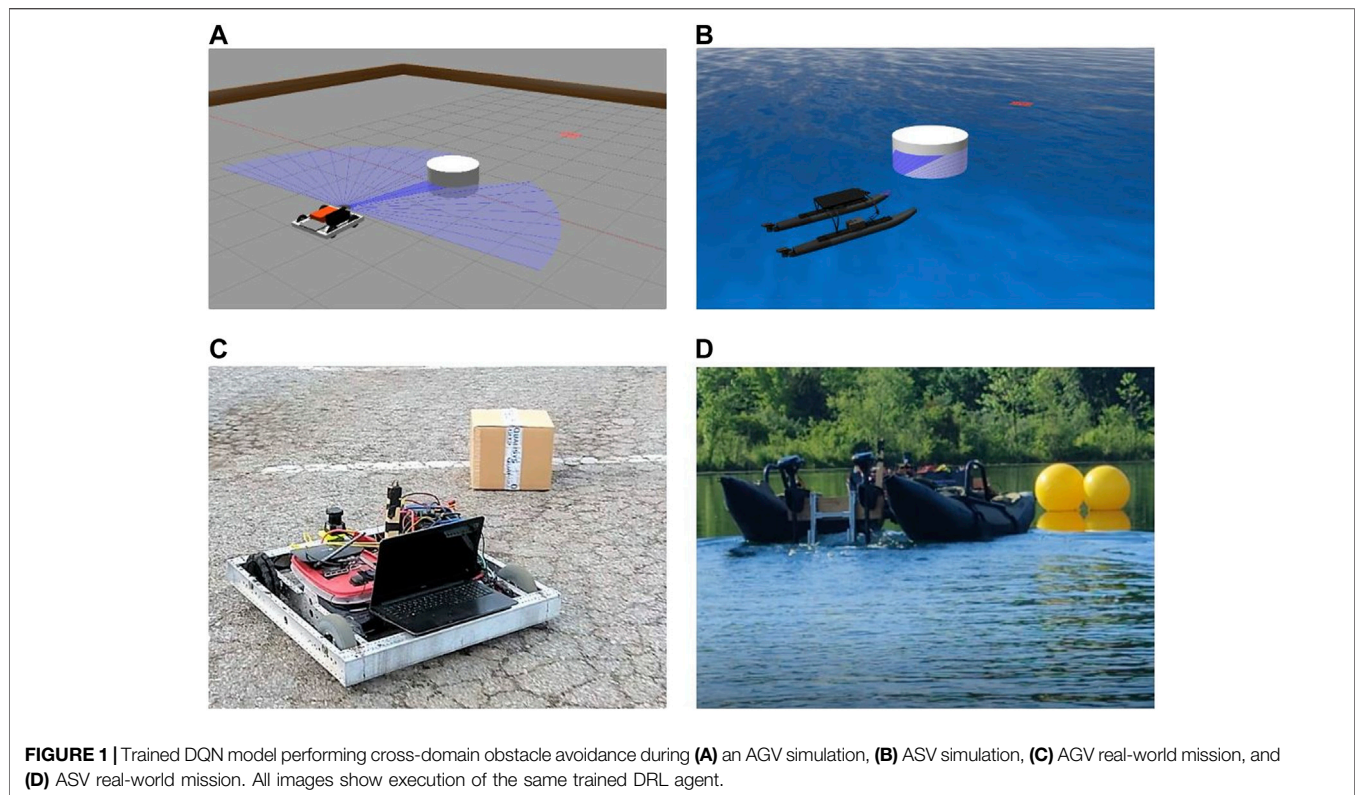 A
B
C
D
FIGURE 1 | Trained DQN model performing cross-domain obstacle avoidance during (A) an AGV simulation, (B) ASV simulation, (C) AGV real-world mission, and
(D) ASV real-world mission. All images show execution of the same trained DRL agent.